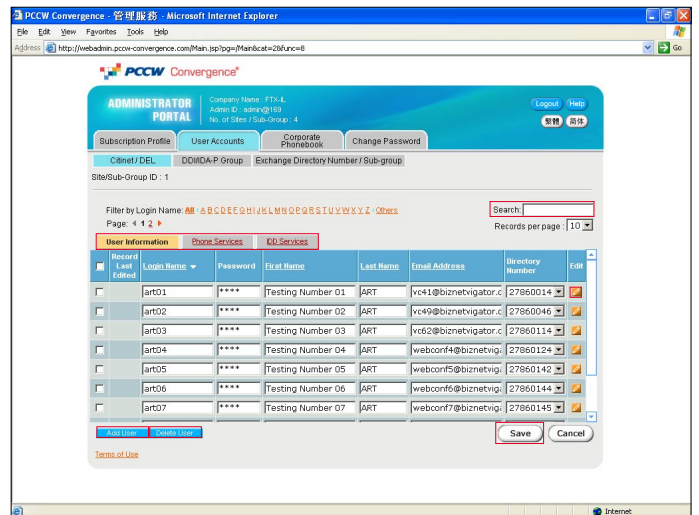 PCCW Convergence - 管理服務 - Microsoft Internet Explorer
File Edit View Favorites Tools Help
Address http://webadmin.pccw-convergence.com/Main.jsp?pg=/Main&cat=28&func=8 Go
PCCW Convergence
ADMINISTRATOR PORTAL
Company Name : FTX-IL
Admin ID : admin@169
No. of Sites / Sub-Group : 4
Logout Help
繁體 简体
Subscription Profile User Accounts Corporate Phonebook Change Password
Citinet / DEL DDI/IDA-P Group Exchange Directory Number / Sub-group
Site/Sub-Group ID : 1
Filter by Login Name: All A B C D E F G H I J K L M N O P Q R S T U V W X Y Z Others
Search:
Page: 1 2
Records per page : 10
User Information Phone Services IDD Services
Record Last Edited Login Name Password First Name Last Name Email Address Directory Number Edit
art01 **** Testing Number 01 ART vc41@biznetvigator.c 27860014
art02 **** Testing Number 02 ART vc49@biznetvigator.c 27860046
art03 **** Testing Number 03 ART vc62@biznetvigator.c 27860114
art04 **** Testing Number 04 ART webconf4@biznetviga 27860124
art05 **** Testing Number 05 ART webconf5@biznetviga 27860142
art06 **** Testing Number 06 ART webconf6@biznetviga 27860144
art07 **** Testing Number 07 ART webconf7@biznetviga 27860145
Add User Delete User Save Cancel
Terms of Use
Internet